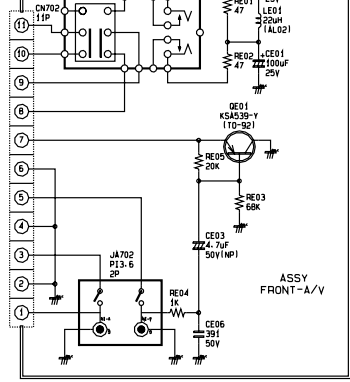 CN702
11P
RE01
47
LE01
22uH
(AL02)
11
10
RE02
47
+CE01
100uF
25V
9
8
QE01
KSA539-Y
(TO-92)
7
RE05
20K
6
5
RE03
68K
4
CE03
4.7uF
50V(NP)
3
JA702
PJ3.6
2P
ASSY
FRONT-A/V
2
RE04
1K
1
CE06
391
50V